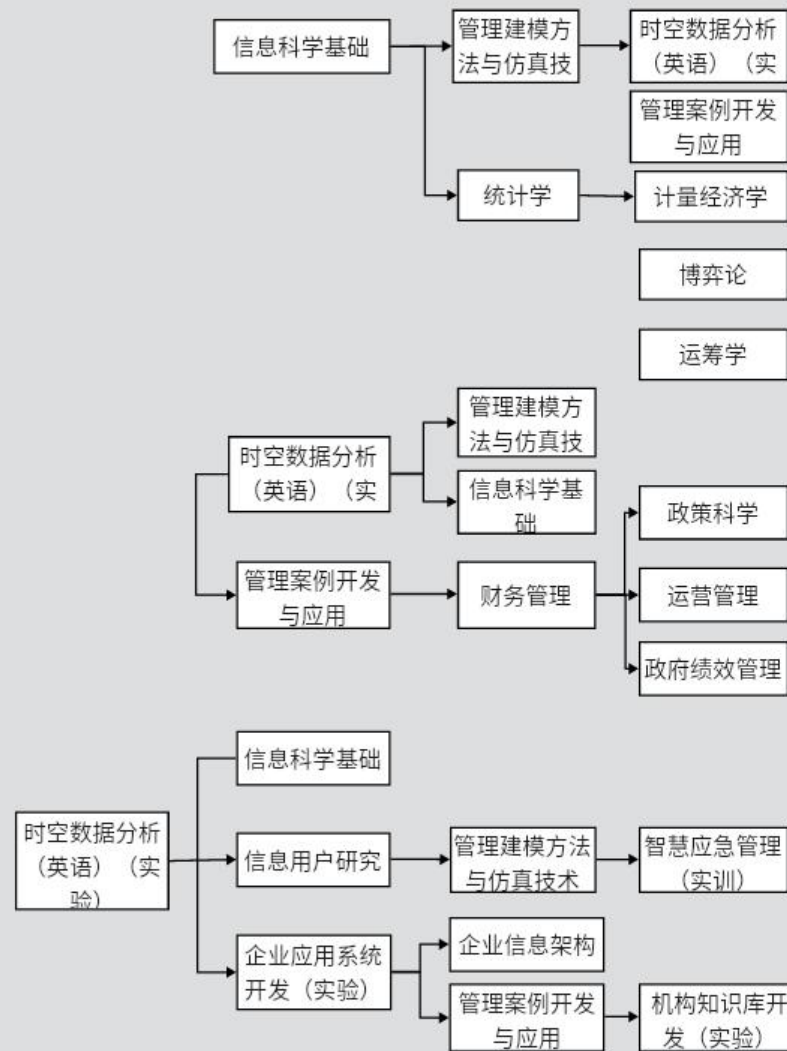 信息科学基础
管理建模方
法与仿真技
时空数据分析
（英语）（实
管理案例开发
与应用
统计学
计量经济学
博弈论
运筹学
时空数据分析
（英语）（实
管理建模方
法与仿真技
信息科学基
础
管理案例开发
与应用
财务管理
政策科学
运营管理
政府绩效管理
时空数据分析
（英语）（实
验）
信息科学基础
信息用户研究
管理建模方法
与仿真技术
智慧应急管理
（实训）
企业应用系统
开发（实验）
企业信息架构
管理案例开发
与应用
机构知识库开
发（实验）